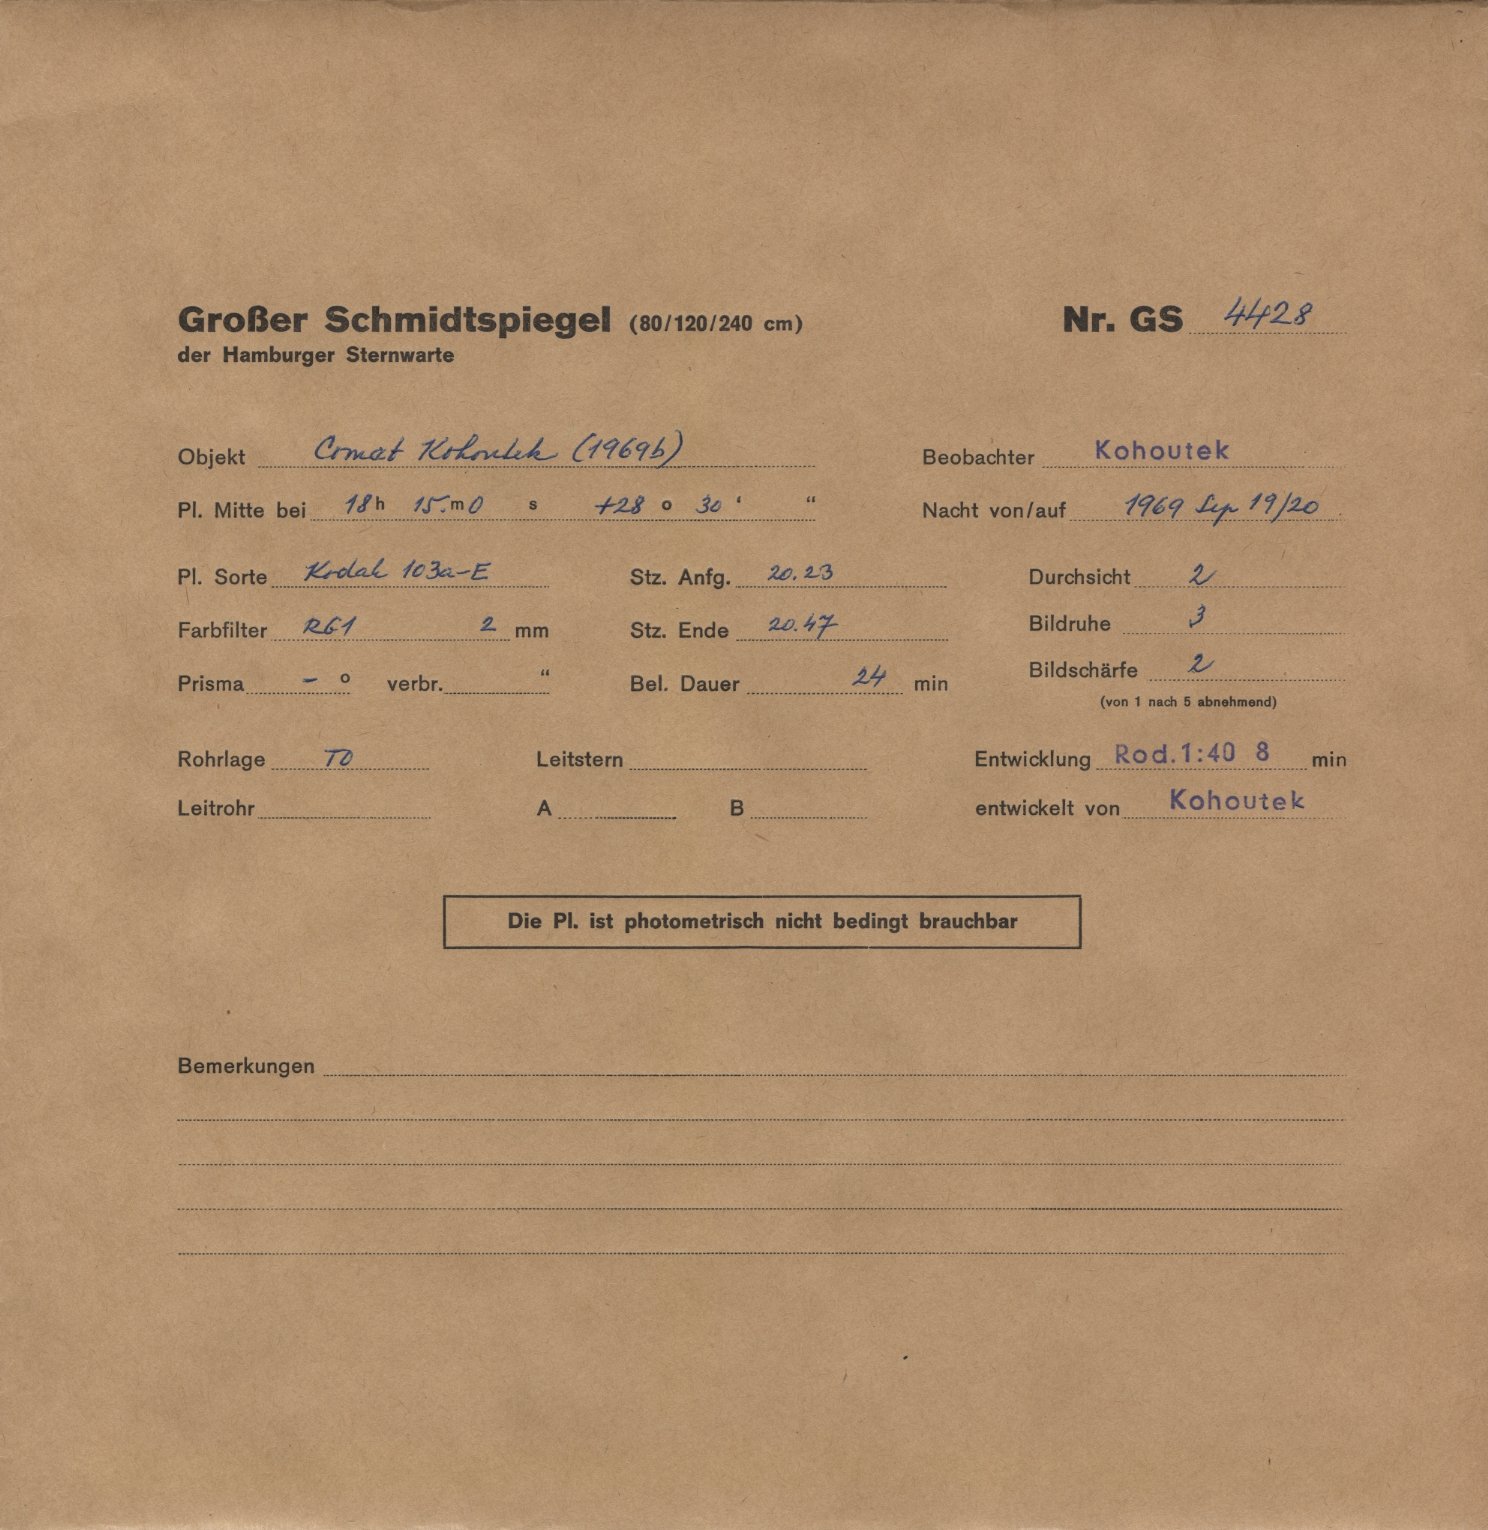 Großer Schmidtspiegel (80/120/240 cm) Nr. GS 4428
der Hamburger Sternwarte
Objekt Comet Kohoutek (1969b) Beobachter Kohoutek
Pl. Mitte bei 18h 15.m0 s +28 o 30 ' " Nacht von/auf 1969 Sep 19/20
Pl. Sorte Kodak 103a-E Stz. Anfg. 20.23 Durchsicht 2
Farbfilter RG1 2 mm Stz. Ende 20.47 Bildruhe 3
Prisma - o verbr. " Bel. Dauer 24 min Bildschärfe 2
(von 1 nach 5 abnehmend)
Rohrlage TO Leitstern Entwicklung Rod.1:40 8 min
Leitrohr A B entwickelt von Kohoutek
Die Pl. ist photometrisch nicht bedingt brauchbar
Bemerkungen